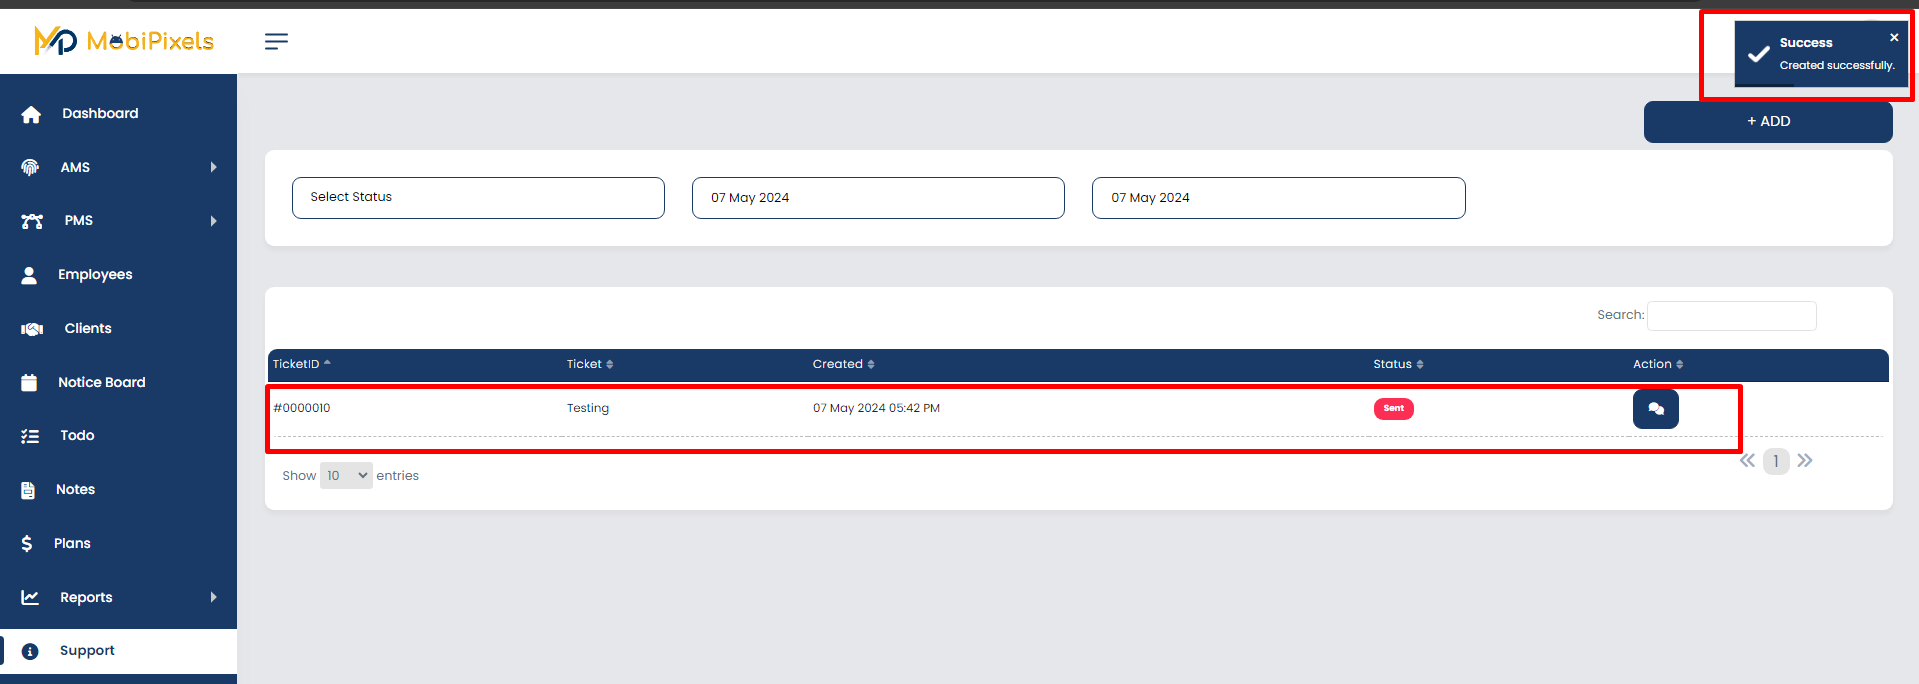 MobiPixels
Success
Created successfully.
+ ADD
Dashboard
AMS
PMS
Employees
Clients
Notice Board
Todo
Notes
Plans
Reports
Support
Select Status
07 May 2024
07 May 2024
Search:
TicketID Ticket Created Status Action
#0000010 Testing 07 May 2024 05:42 PM Sent
Show 10 entries
1